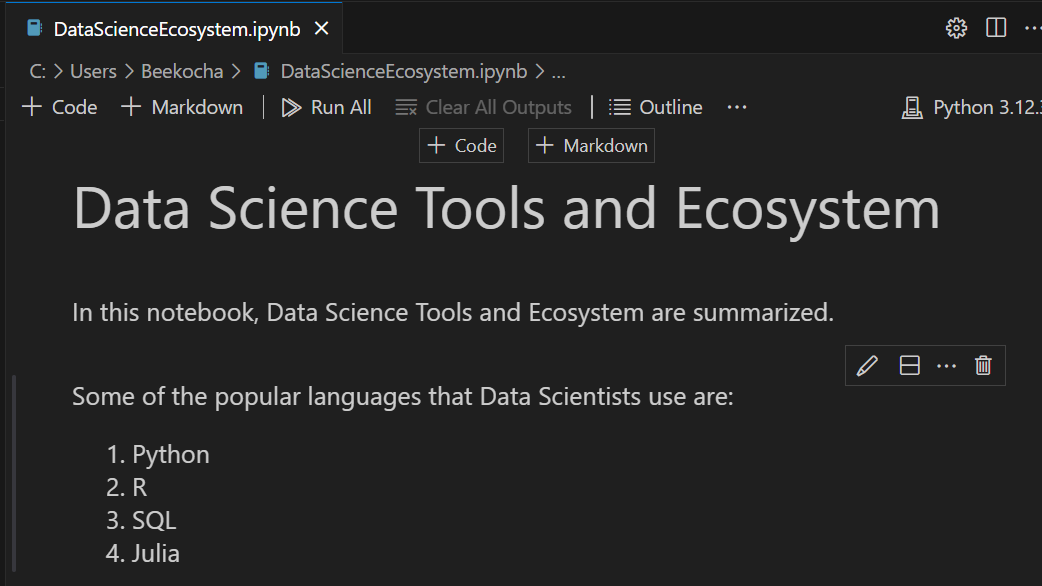 DataScienceEcosystem.ipynb
C: > Users > Beekocha > DataScienceEcosystem.ipynb > ...
+ Code + Markdown | Run All Clear All Outputs | Outline ... Python 3.12.
+ Code + Markdown
Data Science Tools and Ecosystem
In this notebook, Data Science Tools and Ecosystem are summarized.
Some of the popular languages that Data Scientists use are:
1. Python
2. R
3. SQL
4. Julia